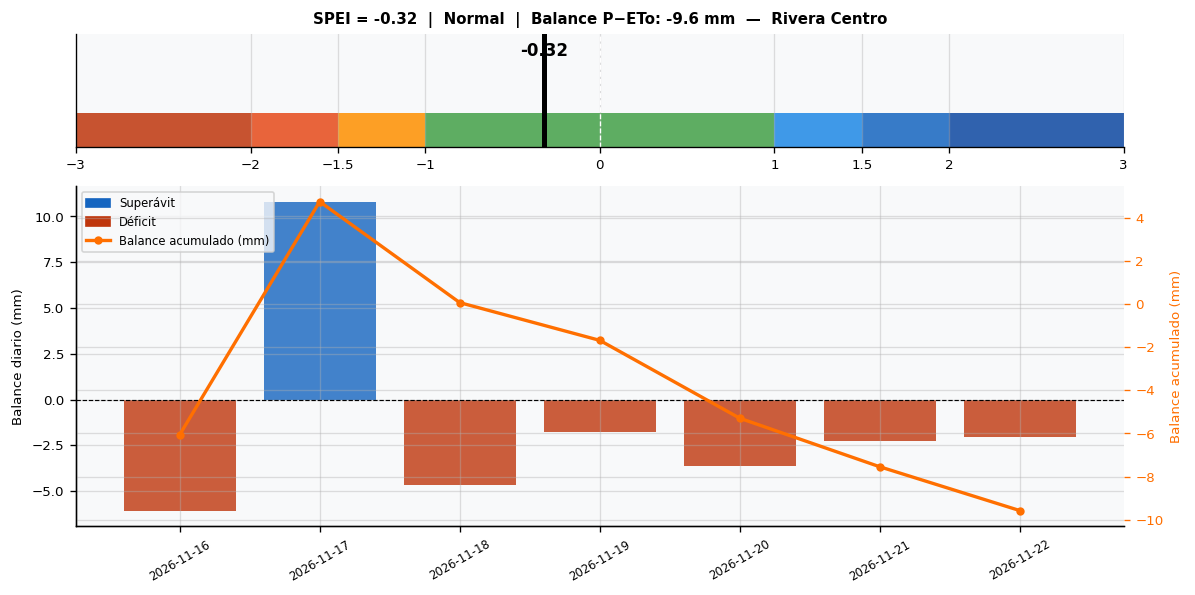 SPEI = -0.32 | Normal | Balance P−ETo: -9.6 mm — Rivera Centro
-0.32
−3 −2 −1.5 −1 0 1 1.5 2 3
Superávit
Déficit
Balance acumulado (mm)
Balance diario (mm)
10.0
7.5
5.0
2.5
0.0
−2.5
−5.0
4
2
0
−2
−4
−6
−8
−10
Balance acumulado (mm)
2026-11-16 2026-11-17 2026-11-18 2026-11-19 2026-11-20 2026-11-21 2026-11-22